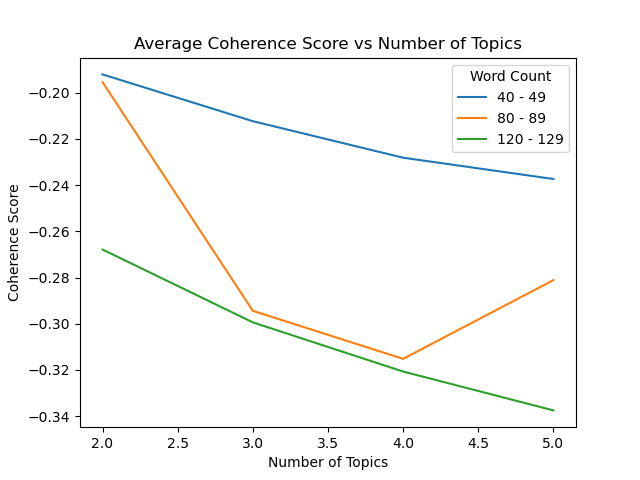 Average Coherence Score vs Number of Topics
Word Count
40 - 49
80 - 89
120 - 129
Coherence Score
−0.20
−0.22
−0.24
−0.26
−0.28
−0.30
−0.32
−0.34
2.0 2.5 3.0 3.5 4.0 4.5 5.0
Number of Topics